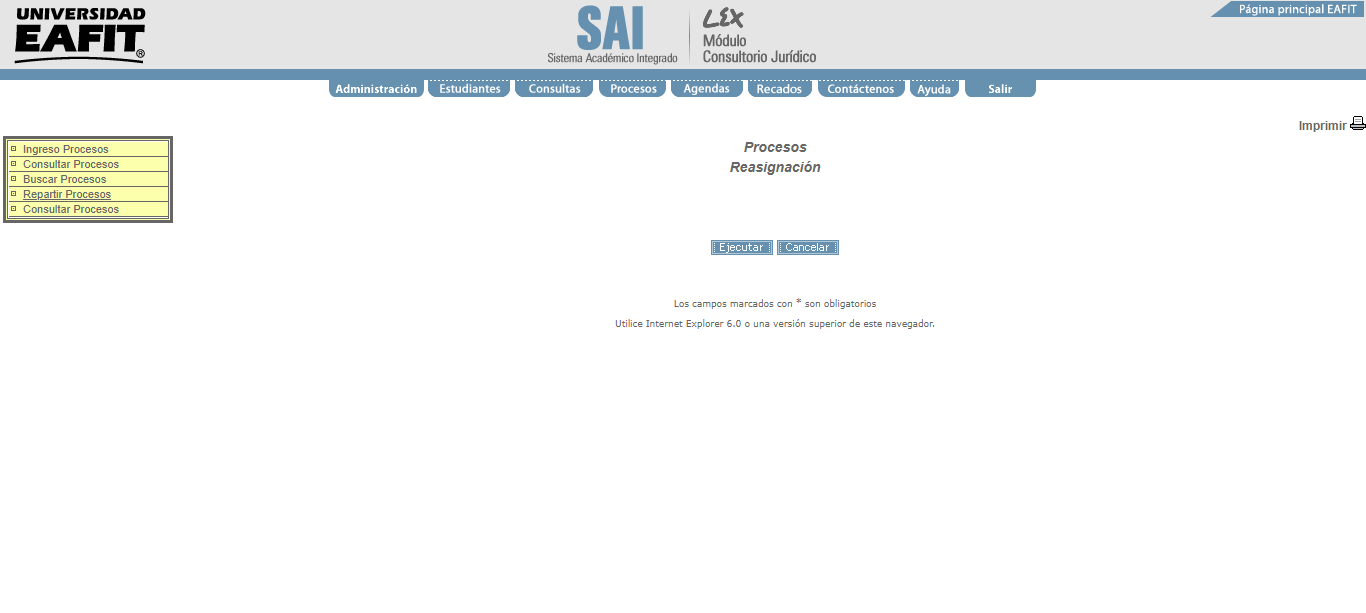 UNIVERSIDAD
EAFIT®
SAI
Sistema Académico Integrado
LEX
Módulo
Consultorio Jurídico
Página principal EAFIT
Administración Estudiantes Consultas Procesos Agendas Recados Contáctenos Ayuda Salir
Imprimir
Ingreso Procesos
Consultar Procesos
Buscar Procesos
Repartir Procesos
Consultar Procesos
Procesos
Reasignación
Ejecutar Cancelar
Los campos marcados con * son obligatorios
Utilice Internet Explorer 6.0 o una versión superior de este navegador.